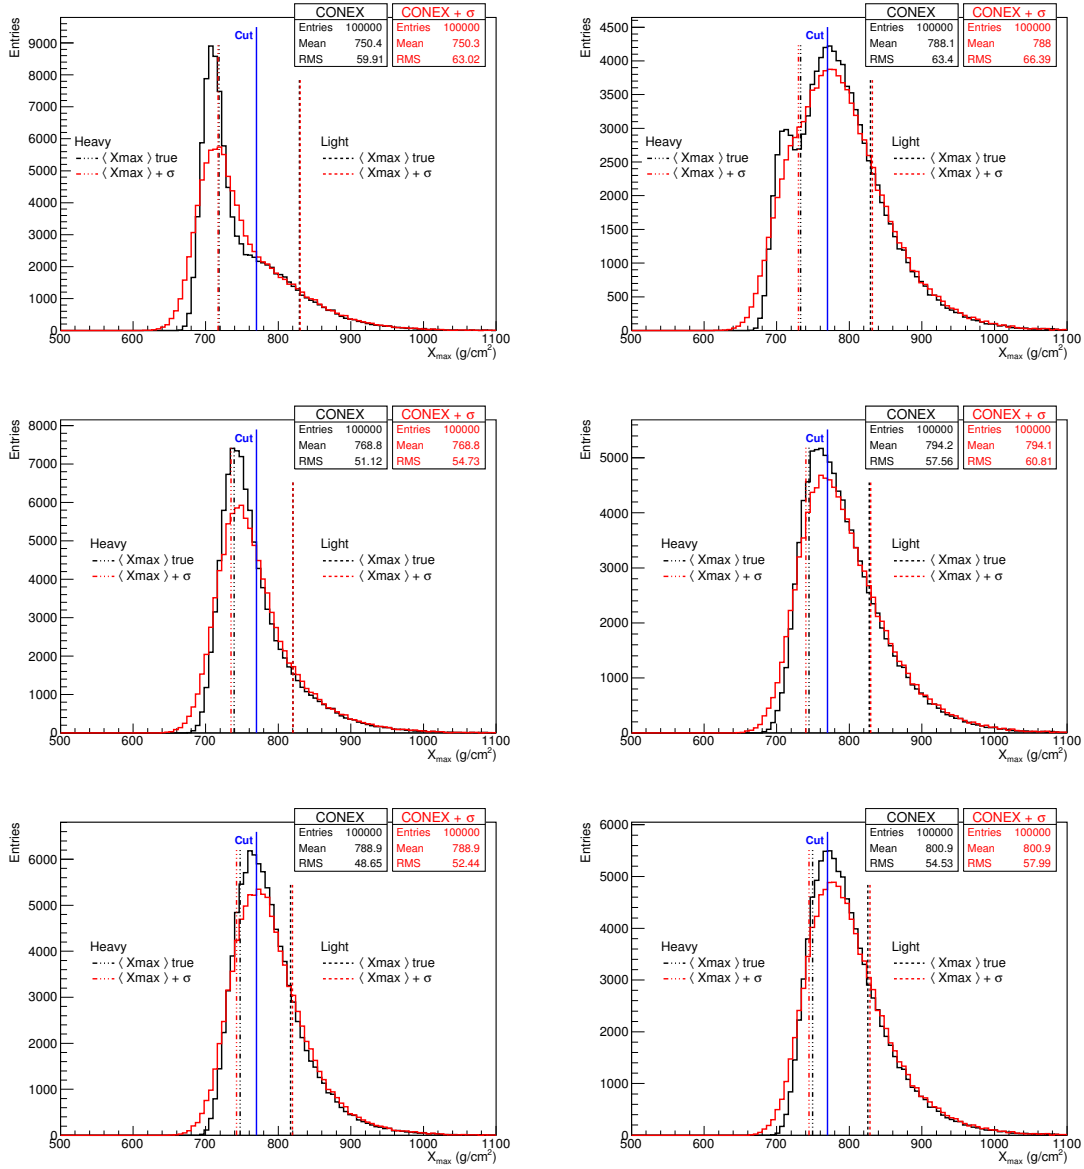 CONEX
Entries 100000
Mean 750.4
RMS 59.91
CONEX + σ
Entries 100000
Mean 750.3
RMS 63.02
Cut
Entries
9000
8000
7000
6000
5000
4000
3000
2000
1000
0
Heavy
⟨ Xmax ⟩ true
⟨ Xmax ⟩ + σ
Light
⟨ Xmax ⟩ true
⟨ Xmax ⟩ + σ
500 600 700 800 900 1000 1100
X_max (g/cm²)
CONEX
Entries 100000
Mean 788.1
RMS 63.4
CONEX + σ
Entries 100000
Mean 788
RMS 66.39
Cut
Entries
4500
4000
3500
3000
2500
2000
1500
1000
500
0
Heavy
⟨ Xmax ⟩ true
⟨ Xmax ⟩ + σ
Light
⟨ Xmax ⟩ true
⟨ Xmax ⟩ + σ
500 600 700 800 900 1000 1100
X_max (g/cm²)
CONEX
Entries 100000
Mean 768.8
RMS 51.12
CONEX + σ
Entries 100000
Mean 768.8
RMS 54.73
Cut
Entries
8000
7000
6000
5000
4000
3000
2000
1000
0
Heavy
⟨ Xmax ⟩ true
⟨ Xmax ⟩ + σ
Light
⟨ Xmax ⟩ true
⟨ Xmax ⟩ + σ
500 600 700 800 900 1000 1100
X_max (g/cm²)
CONEX
Entries 100000
Mean 794.2
RMS 57.56
CONEX + σ
Entries 100000
Mean 794.1
RMS 60.81
Cut
Entries
5000
4000
3000
2000
1000
0
Heavy
⟨ Xmax ⟩ true
⟨ Xmax ⟩ + σ
Light
⟨ Xmax ⟩ true
⟨ Xmax ⟩ + σ
500 600 700 800 900 1000 1100
X_max (g/cm²)
CONEX
Entries 100000
Mean 788.9
RMS 48.65
CONEX + σ
Entries 100000
Mean 788.9
RMS 52.44
Cut
Entries
6000
5000
4000
3000
2000
1000
0
Heavy
⟨ Xmax ⟩ true
⟨ Xmax ⟩ + σ
Light
⟨ Xmax ⟩ true
⟨ Xmax ⟩ + σ
500 600 700 800 900 1000 1100
X_max (g/cm²)
CONEX
Entries 100000
Mean 800.9
RMS 54.53
CONEX + σ
Entries 100000
Mean 800.9
RMS 57.99
Cut
Entries
6000
5000
4000
3000
2000
1000
0
Heavy
⟨ Xmax ⟩ true
⟨ Xmax ⟩ + σ
Light
⟨ Xmax ⟩ true
⟨ Xmax ⟩ + σ
500 600 700 800 900 1000 1100
X_max (g/cm²)